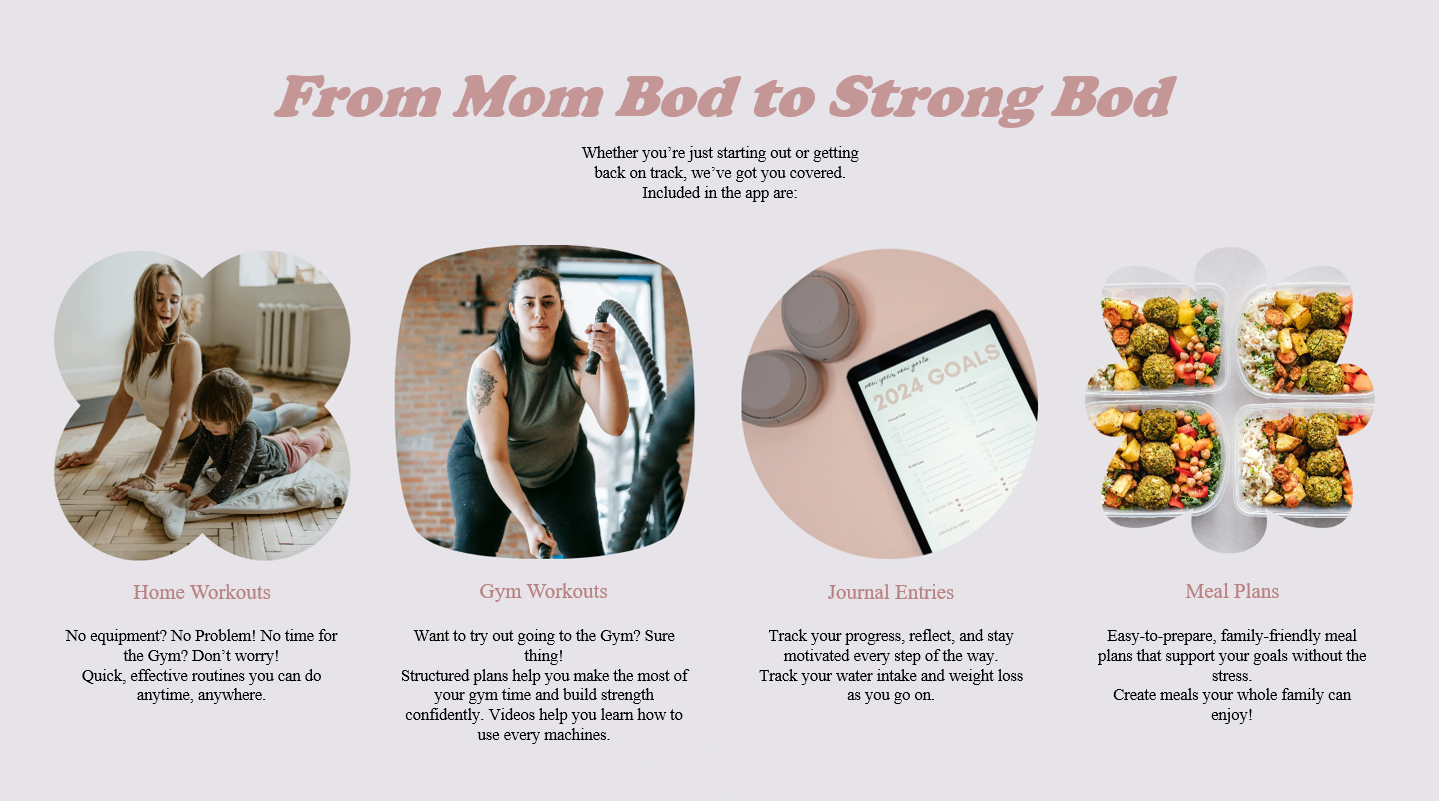 From Mom Bod to Strong Bod
Whether you’re just starting out or getting
back on track, we’ve got you covered.
Included in the app are:
new year, new goals
2024 GOALS
Home Workouts
No equipment? No Problem! No time for
the Gym? Don’t worry!
Quick, effective routines you can do
anytime, anywhere.
Gym Workouts
Want to try out going to the Gym? Sure
thing!
Structured plans help you make the most of
your gym time and build strength
confidently. Videos help you learn how to
use every machines.
Journal Entries
Track your progress, reflect, and stay
motivated every step of the way.
Track your water intake and weight loss
as you go on.
Meal Plans
Easy-to-prepare, family-friendly meal
plans that support your goals without the
stress.
Create meals your whole family can
enjoy!